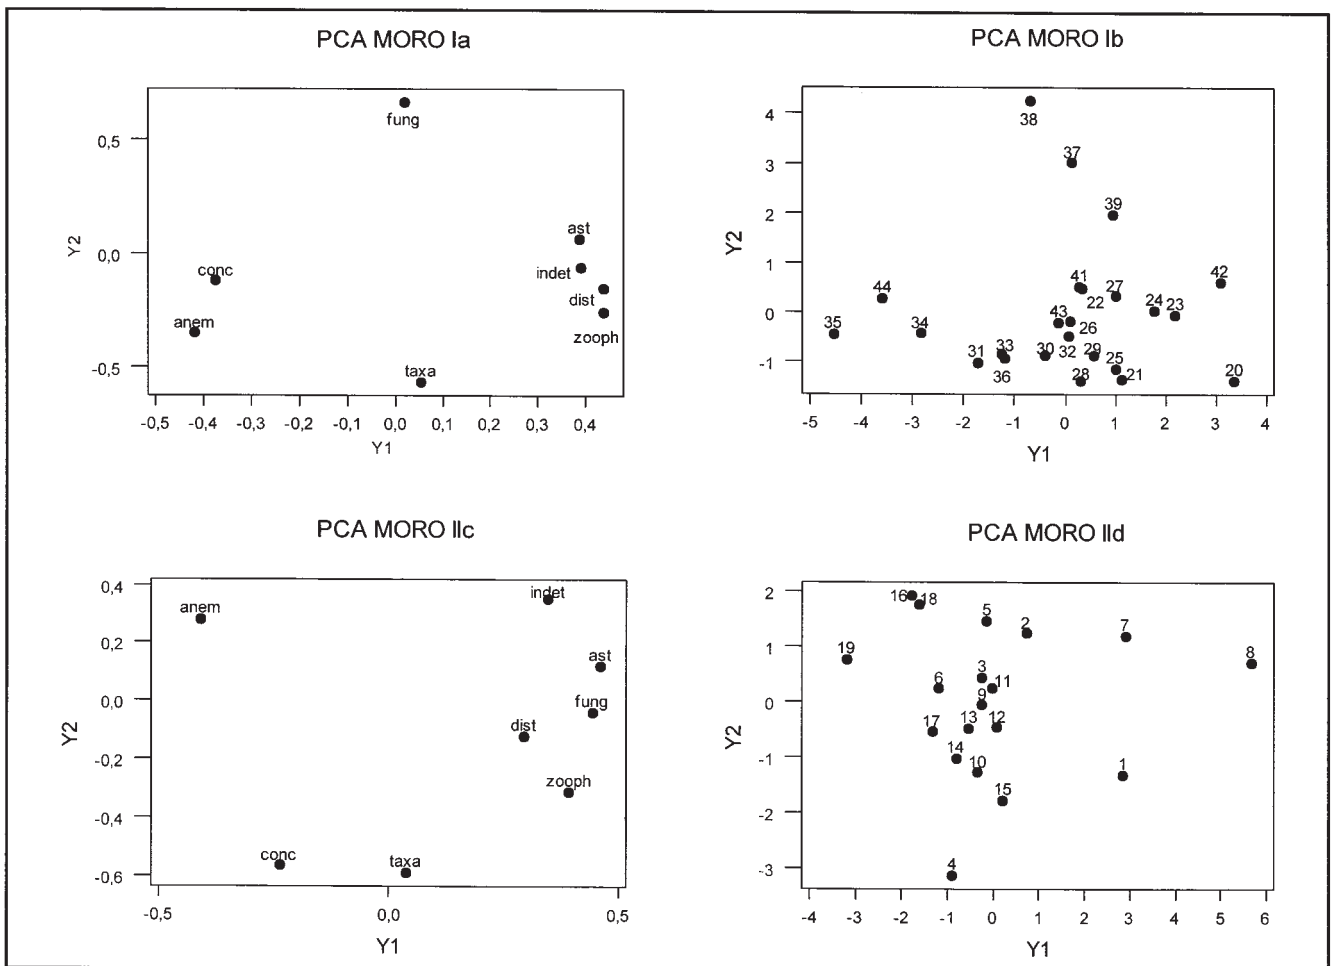 PCA MORO Ia
fung
0,5
ast
Y2
0,0
indet
conc
dist
anem
zooph
-0,5
taxa
-0,5 -0,4 -0,3 -0,2 -0,1 0,0 0,1 0,2 0,3 0,4
Y1
PCA MORO Ib
4
38
37
3
39
2
Y2
1
42
41
27
44
22
24 23
0
43
35
34
26
33
30
32
29
31
25
-1
36
28
21
20
-5 -4 -3 -2 -1 0 1 2 3 4
Y1
PCA MORO IIc
0,4
indet
anem
0,2
ast
0,0
fung
Y2
dist
-0,2
zooph
-0,4
conc
taxa
-0,6
-0,5 0,0 0,5
Y1
PCA MORO IId
2
16
18
5
2
7
1
19
8
3
6
11
9
0
17
13
12
Y2
14
10
1
-1
15
-2
4
-3
-4 -3 -2 -1 0 1 2 3 4 5 6
Y1